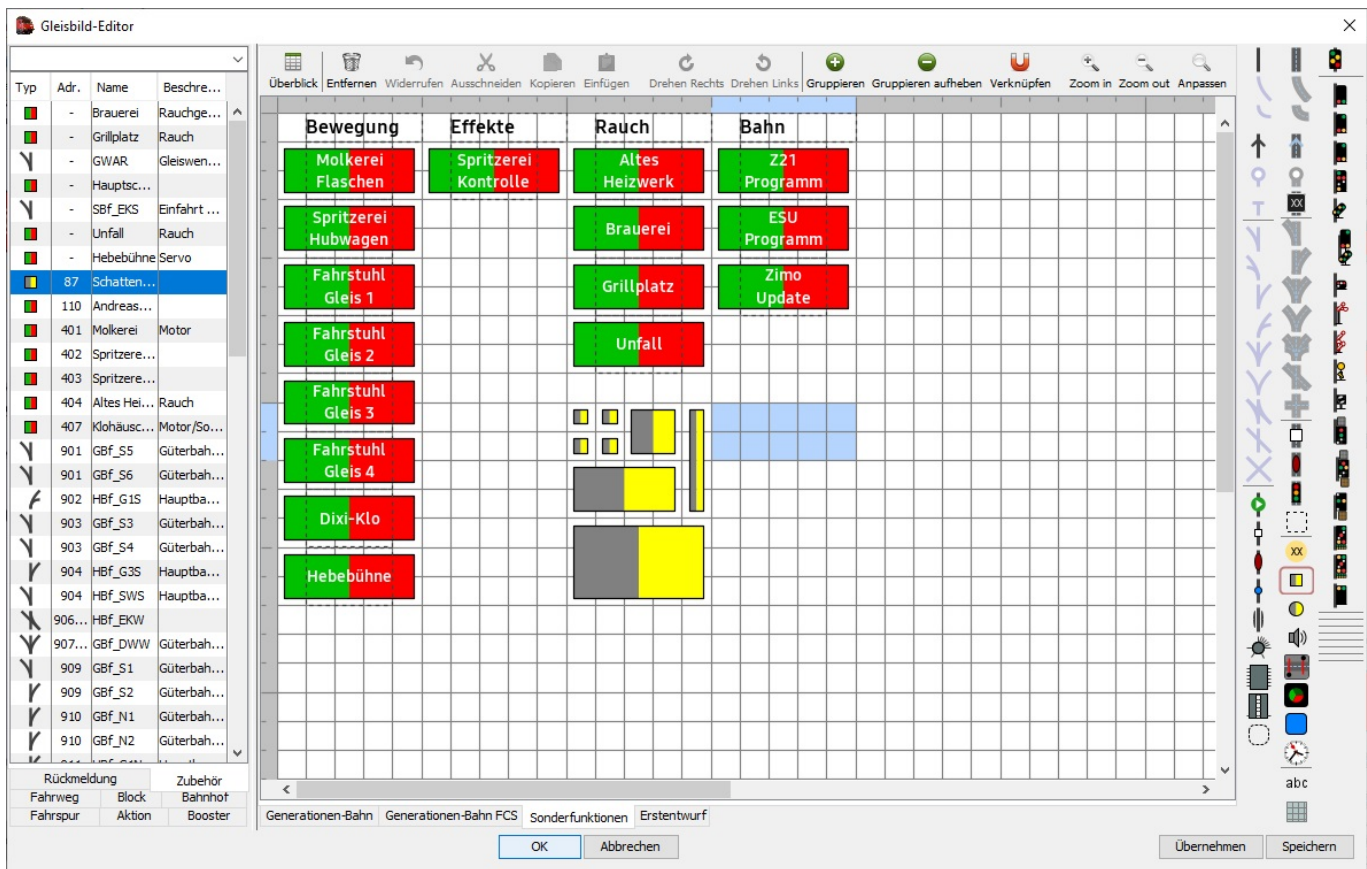 Gleisbild-Editor
Überblick Entfernen Widerrufen Ausschneiden Kopieren Einfügen Drehen Rechts Drehen Links Gruppieren Gruppieren aufheben Verknüpfen Zoom in Zoom out Anpassen
Typ Adr. Name Beschre...
- Brauerei Rauchge...
- Grillplatz Rauch
- GWAR Gleiswen...
- Hauptsc...
- SBf_EKS Einfahrt ...
- Unfall Rauch
- Hebebühne Servo
87 Schatten...
110 Andreas...
401 Molkerei Motor
402 Spritzere...
403 Spritzere...
404 Altes Hei... Rauch
407 Klohäusc... Motor/So...
901 GBf_S5 Güterbah...
901 GBf_S6 Güterbah...
902 HBf_G1S Hauptba...
903 GBf_S3 Güterbah...
903 GBf_S4 Güterbah...
904 HBf_G3S Hauptba...
904 HBf_SWS Hauptba...
906... HBf_EKW
907... GBf_DWW Güterbah...
909 GBf_S1 Güterbah...
909 GBf_S2 Güterbah...
910 GBf_N1 Güterbah...
910 GBf_N2 Güterbah...
Rückmeldung Zubehör
Fahrweg Block Bahnhof
Fahrspur Aktion Booster
Bewegung
Molkerei
Flaschen
Spritzerei
Hubwagen
Fahrstuhl
Gleis 1
Fahrstuhl
Gleis 2
Fahrstuhl
Gleis 3
Fahrstuhl
Gleis 4
Dixi-Klo
Hebebühne
Effekte
Spritzerei
Kontrolle
Rauch
Altes
Heizwerk
Brauerei
Grillplatz
Unfall
Bahn
Z21
Programm
ESU
Programm
Zimo
Update
XX
XX
abc
Generationen-Bahn Generationen-Bahn FCS Sonderfunktionen Erstentwurf
OK Abbrechen Übernehmen Speichern